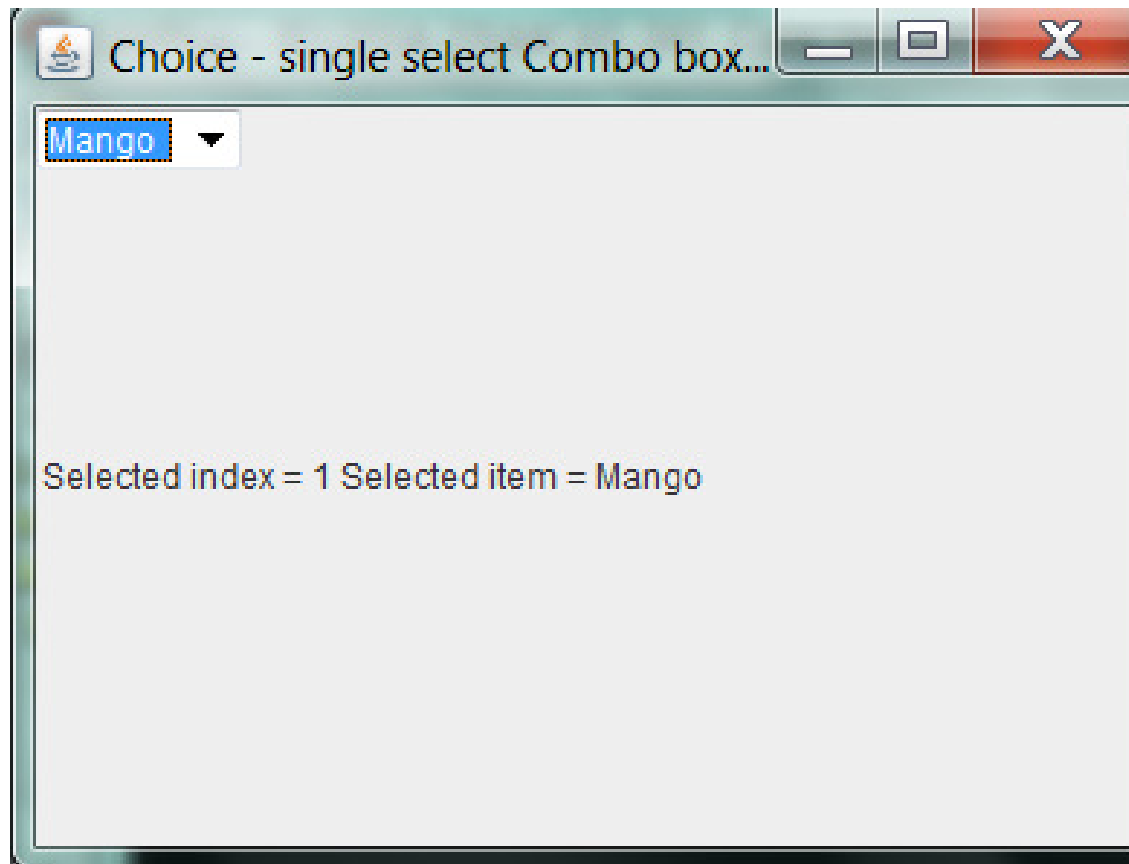 Choice - single select Combo box...
Mango
Selected index = 1 Selected item = Mango